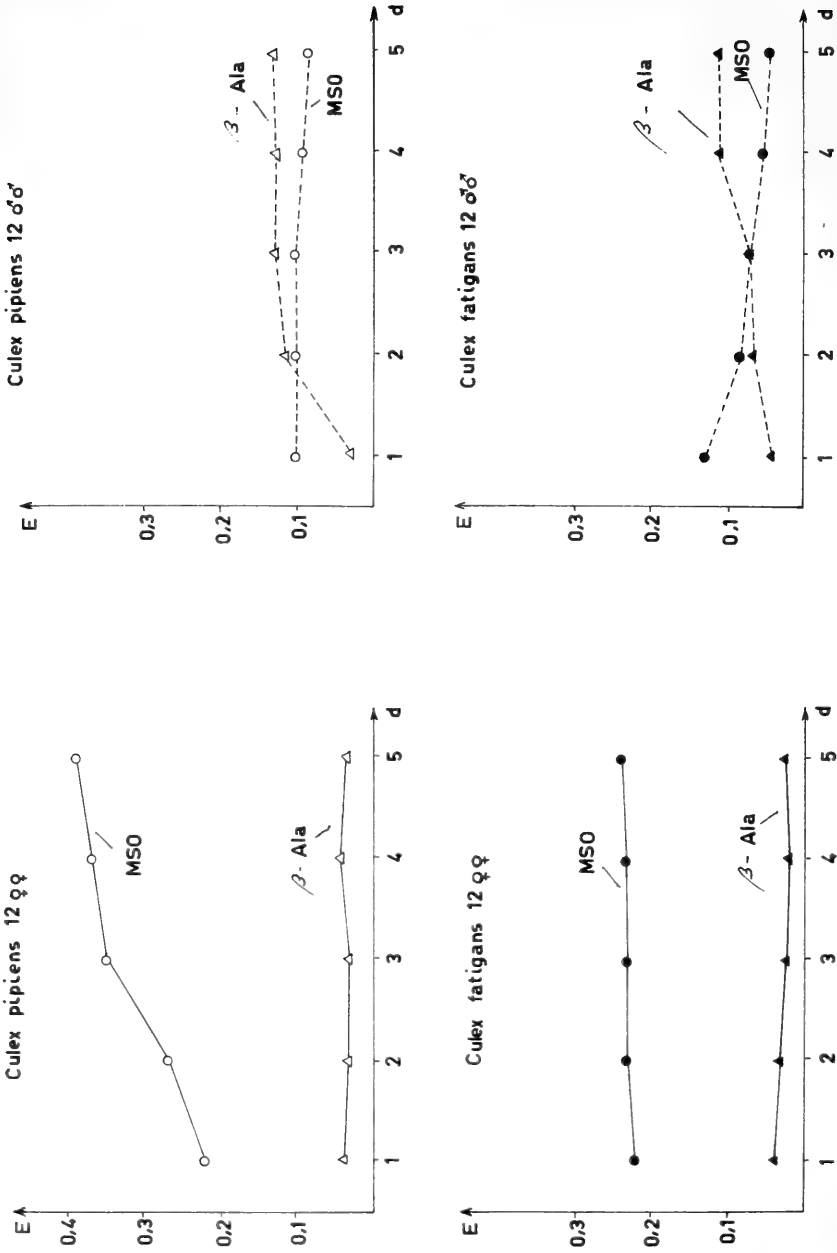 Culex pipiens 12 ♀♀
E
0,4
0,3
0,2
0,1
MSO
β- Ala
1 2 3 4 5 d
Culex pipiens 12 ♂♂
E
0,3
0,2
0,1
β- Ala
MSO
1 2 3 4 5 d
Culex fatigans 12 ♀♀
E
0,3
0,2
0,1
MSO
β- Ala
1 2 3 4 5 d
Culex fatigans 12 ♂♂
E
0,3
0,2
0,1
β- Ala
MSO
1 2 3 4 5 d